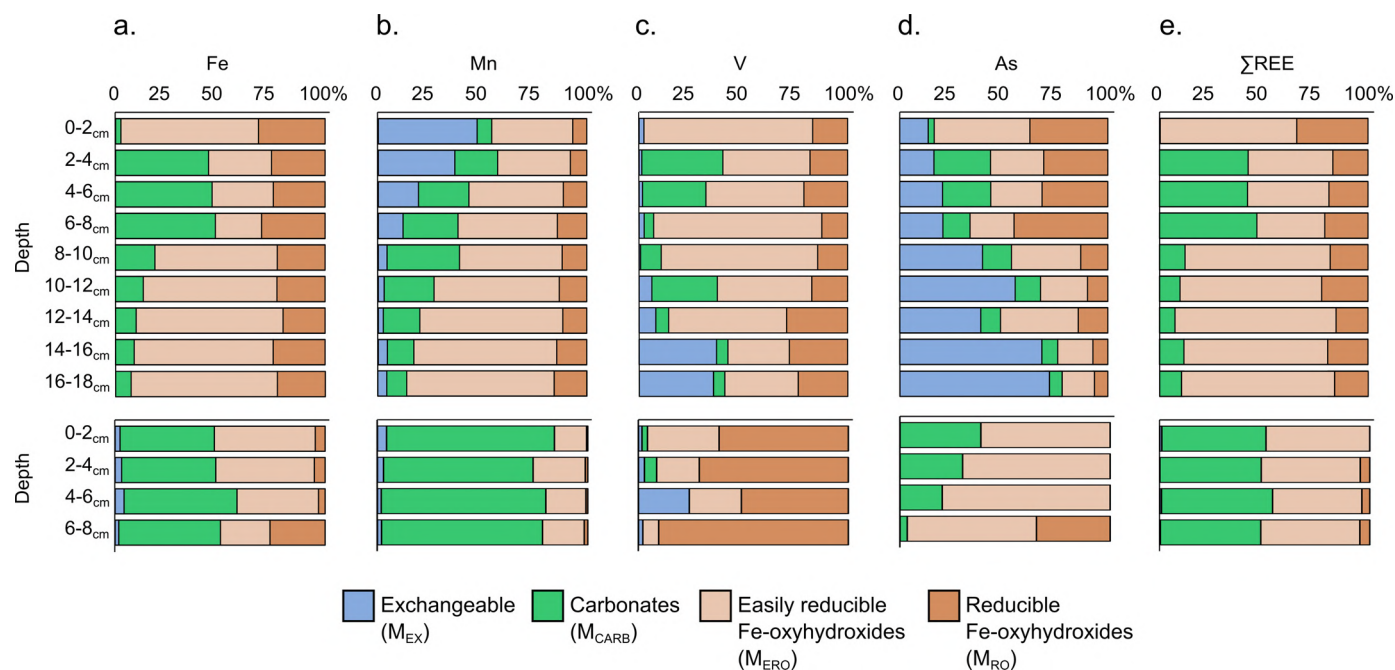 a. b. c. d. e.
Fe Mn V As ∑REE
0 25 50 75 100% 0 25 50 75 100% 0 25 50 75 100% 0 25 50 75 100% 0 25 50 75 100%
0-2cm
2-4cm
4-6cm
6-8cm
8-10cm
10-12cm
12-14cm
14-16cm
16-18cm
Depth
0-2cm
2-4cm
4-6cm
6-8cm
Depth
Exchangeable
(MEX)
Carbonates
(MCARB)
Easily reducible
Fe-oxyhydroxides
(MERO)
Reducible
Fe-oxyhydroxides
(MRO)